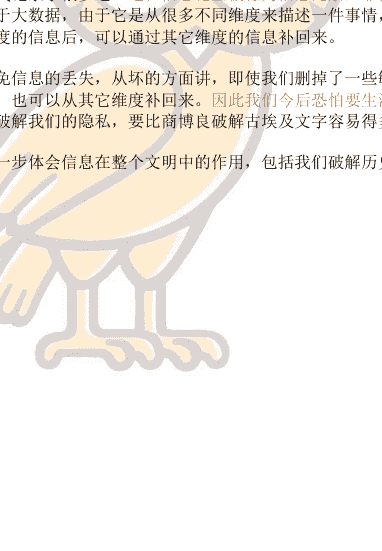 于大数据，由于它是从很多不同维度来描述一件事情，
度的信息后，可以通过其它维度的信息补回来。
免信息的丢失，从坏的方面讲，即使我们删掉了一些
也可以从其它维度补回来。因此我们今后恐怕要生
破解我们的隐私，要比商博良破解古埃及文字容易得
一步体会信息在整个文明中的作用，包括我们破解历